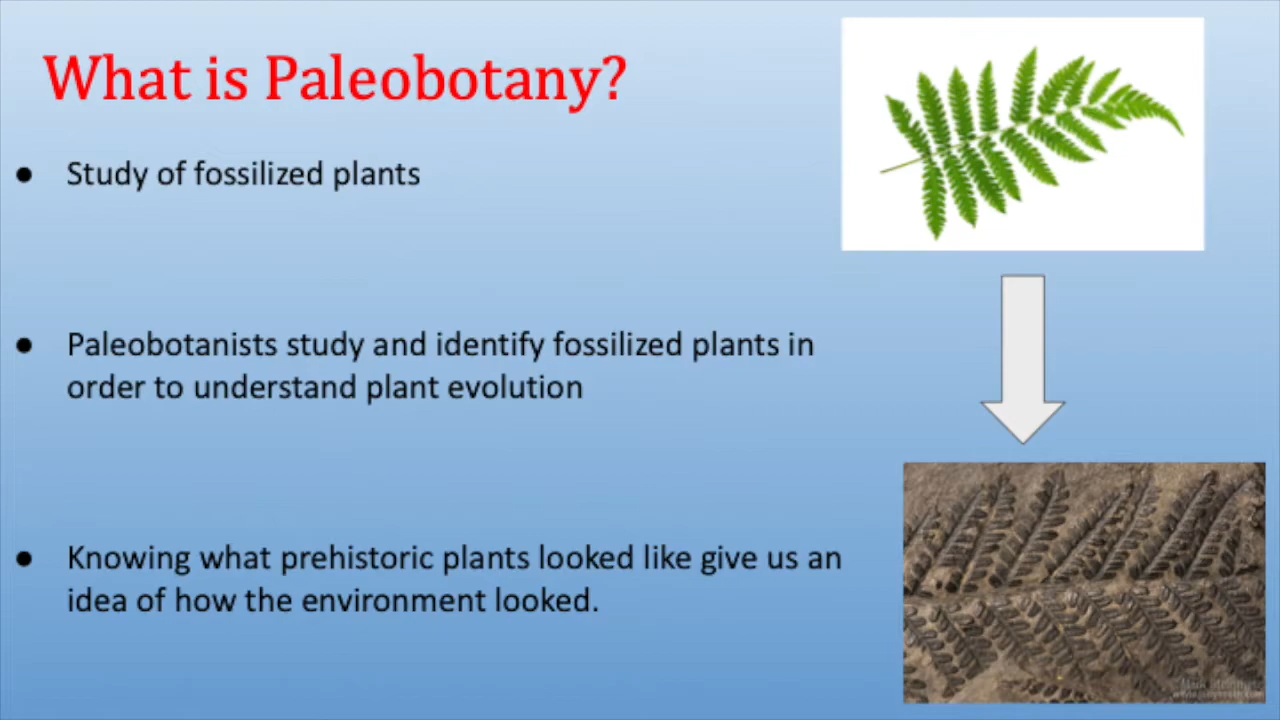 What is Paleobotany?
● Study of fossilized plants
● Paleobotanists study and identify fossilized plants in
order to understand plant evolution
● Knowing what prehistoric plants looked like give us an
idea of how the environment looked.